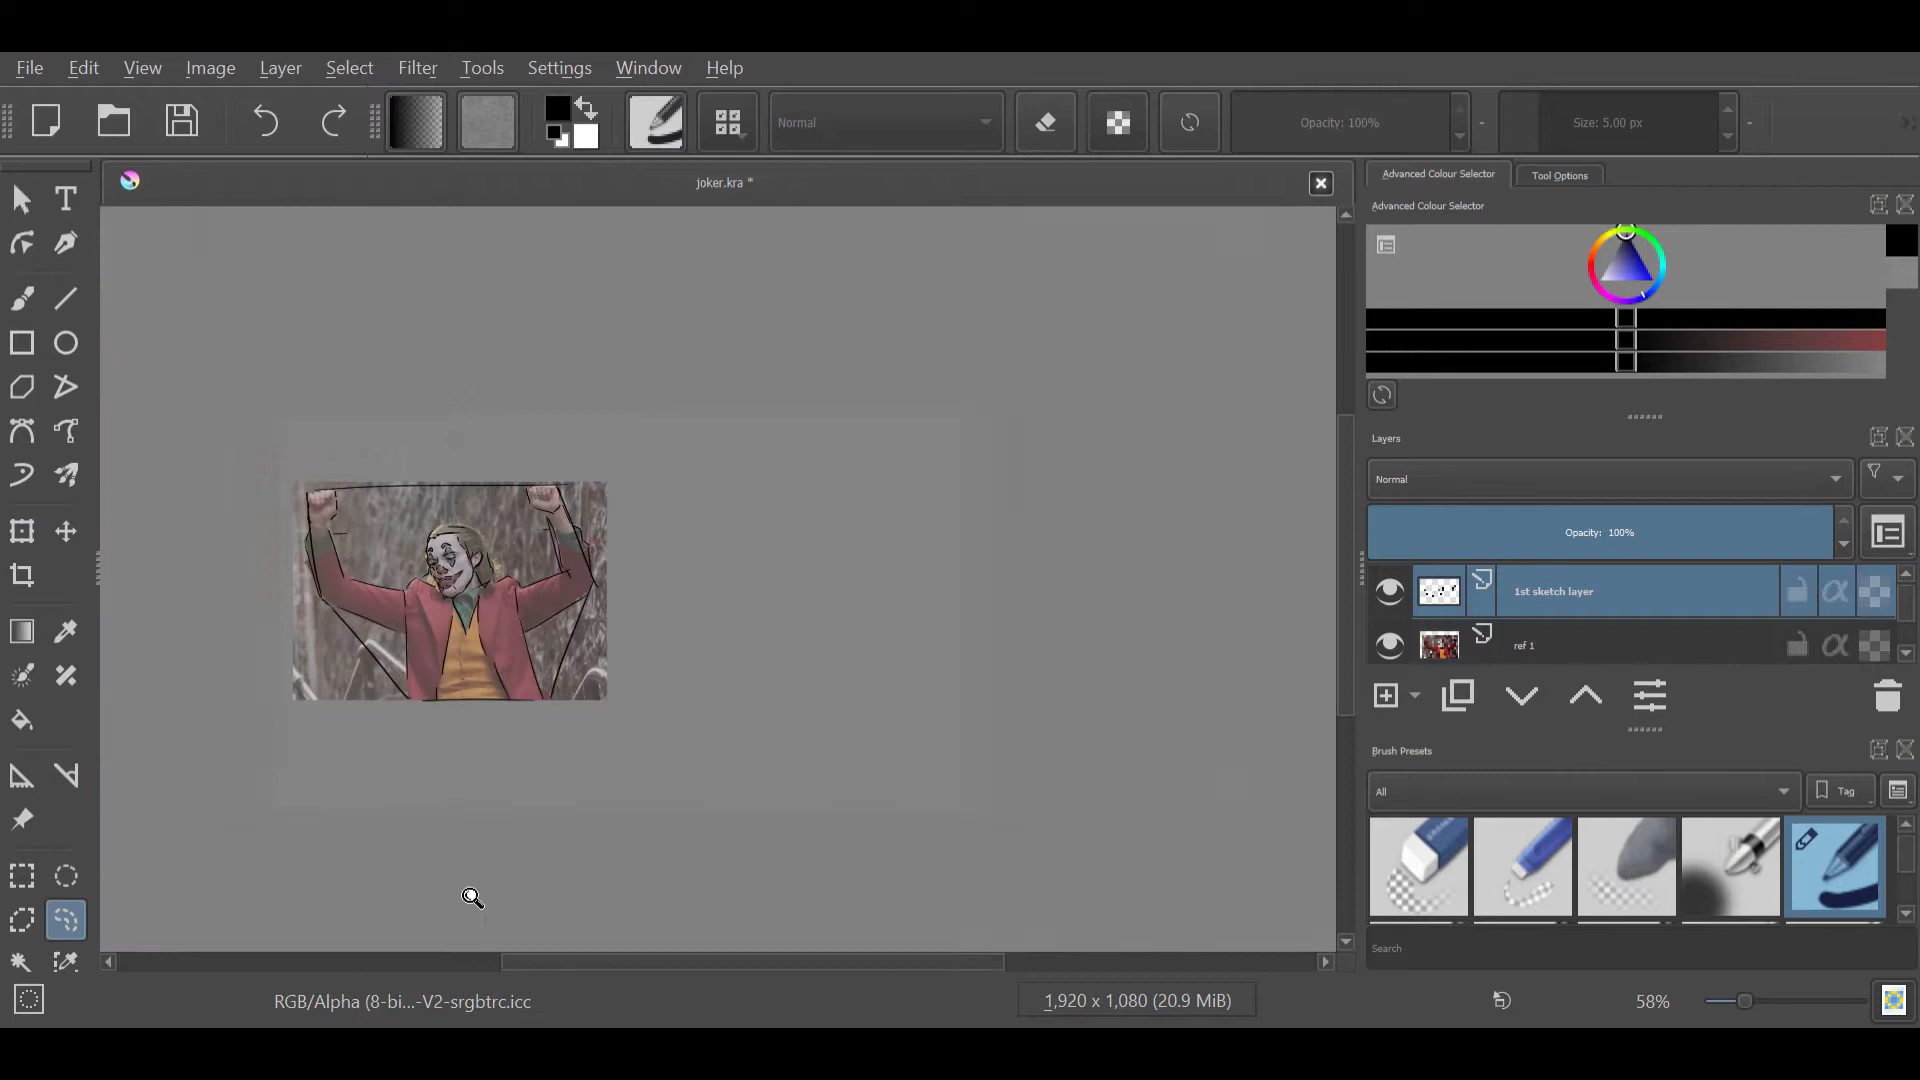 File Edit View Image Layer Select Filter Tools Settings Window Help
Normal
Opacity: 100%
Size: 5.00 px
joker.kra *
Advanced Colour Selector
Tool Options
Advanced Colour Selector
Layers
Normal
Opacity: 100%
1st sketch layer
ref 1
Brush Presets
All
Tag
Search
RGB/Alpha (8-bi...-V2-srgbtrc.icc
1,920 x 1,080 (20.9 MiB)
58%